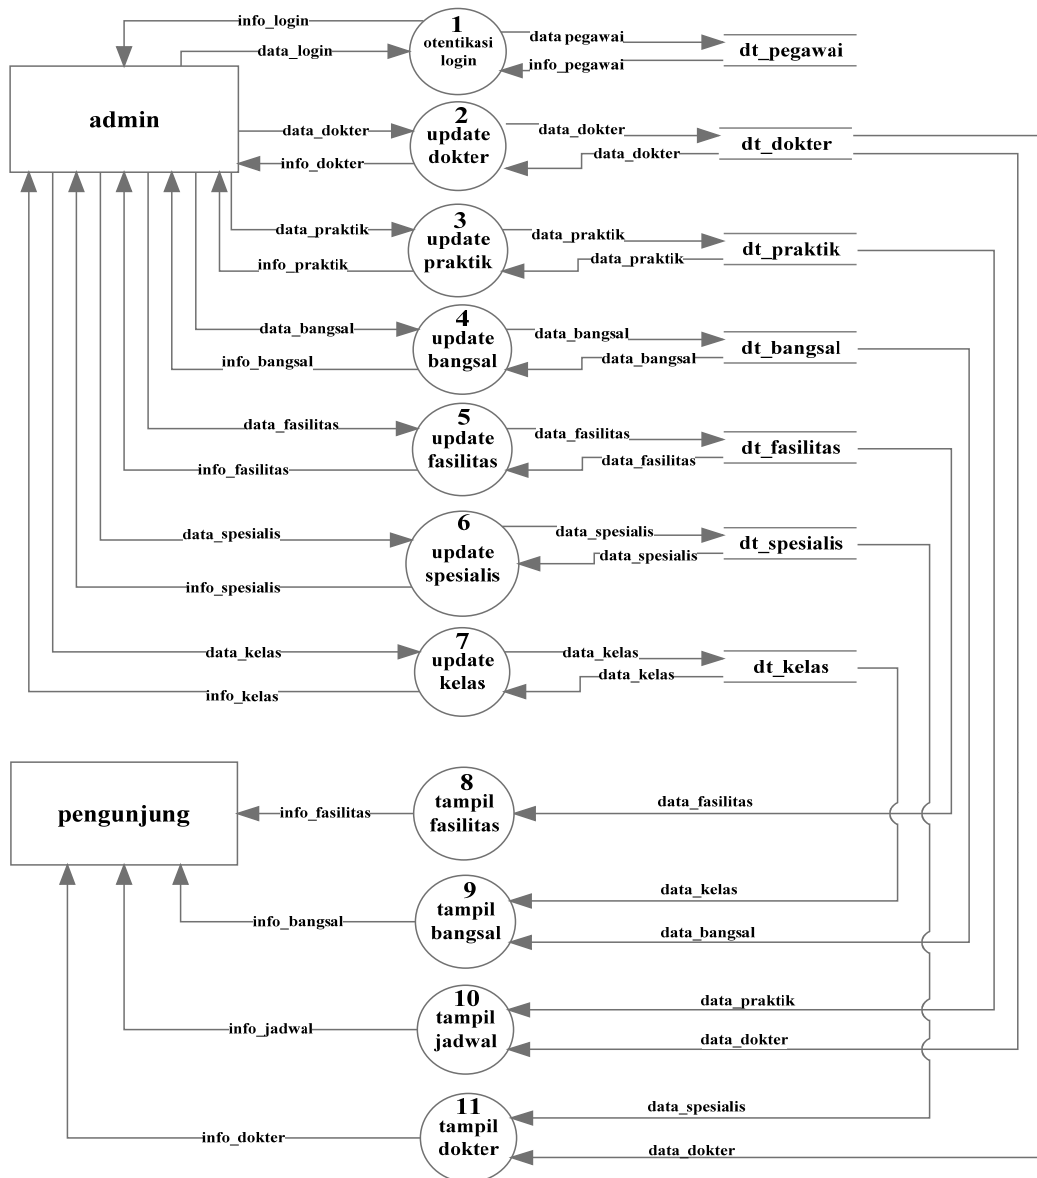 info_login
1
otentikasi
login
data pegawai
dt_pegawai
data_login
info_pegawai
admin
data_dokter
2
update
dokter
data_dokter
dt_dokter
info_dokter
data_dokter
data_praktik
3
update
praktik
data_praktik
dt_praktik
info_praktik
data_praktik
data_bangsal
4
update
bangsal
data_bangsal
dt_bangsal
info_bangsal
data_bangsal
data_fasilitas
5
update
fasilitas
data_fasilitas
dt_fasilitas
info_fasilitas
data_fasilitas
data_spesialis
6
update
spesialis
data_spesialis
dt_spesialis
info_spesialis
data_spesialis
data_kelas
7
update
kelas
data_kelas
dt_kelas
info_kelas
data_kelas
pengunjung
info_fasilitas
8
tampil
fasilitas
data_fasilitas
info_bangsal
9
tampil
bangsal
data_kelas
data_bangsal
info_jadwal
10
tampil
jadwal
data_praktik
data_dokter
info_dokter
11
tampil
dokter
data_spesialis
data_dokter